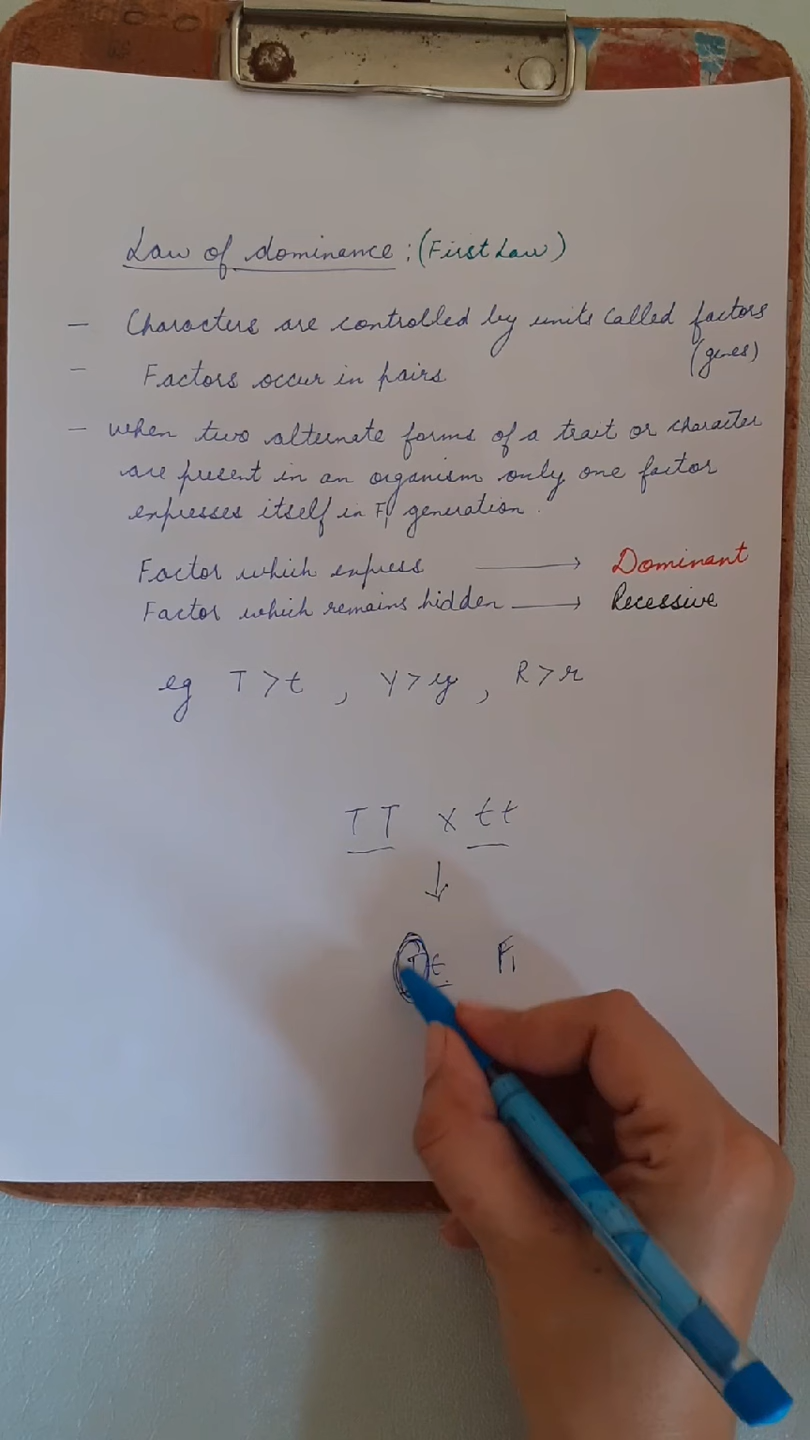 Law of dominance : (First Law)
- Characters are controlled by units called factors
(genes)
- Factors occur in pairs
- when two alternate forms of a trait or character
are present in an organism only one factor
expresses itself in F1 generation.
Factor which express → Dominant
Factor which remains hidden → Recessive
eg T > t , Y > y , R > r
TT x tt
↓
Tt F1